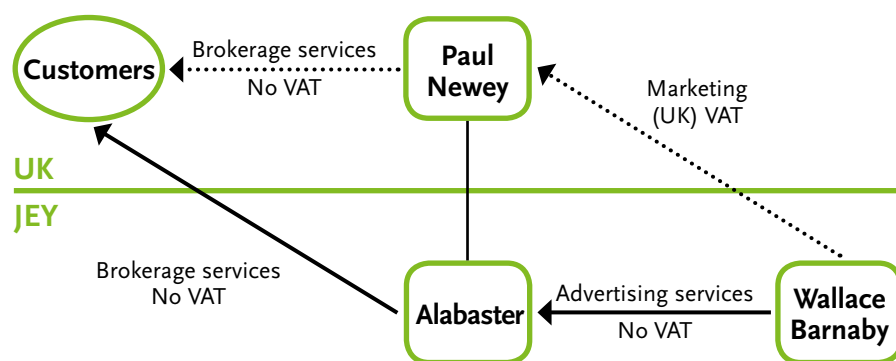 Customers
Brokerage services
No VAT
Paul
Newey
Marketing
(UK) VAT
UK
JEY
Brokerage services
No VAT
Alabaster
Advertising services
No VAT
Wallace
Barnaby